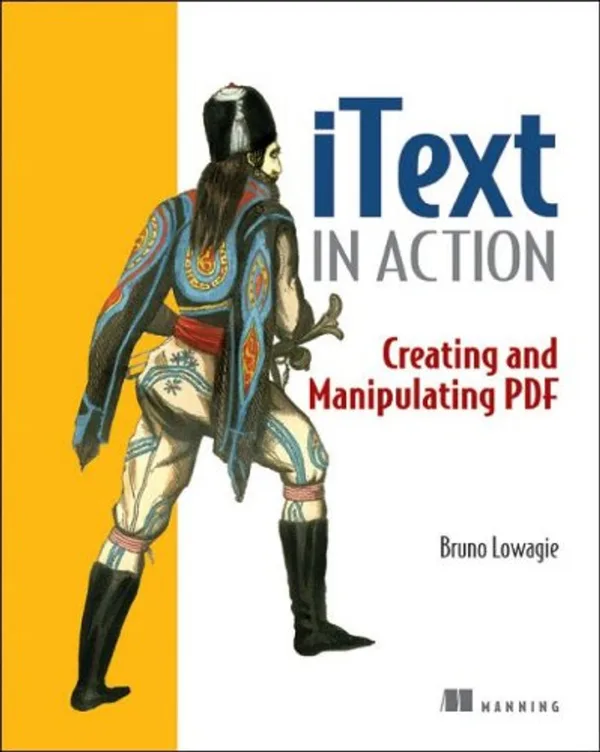 iText
IN ACTION
Creating and
Manipulating PDF
Bruno Lowagie
MANNING